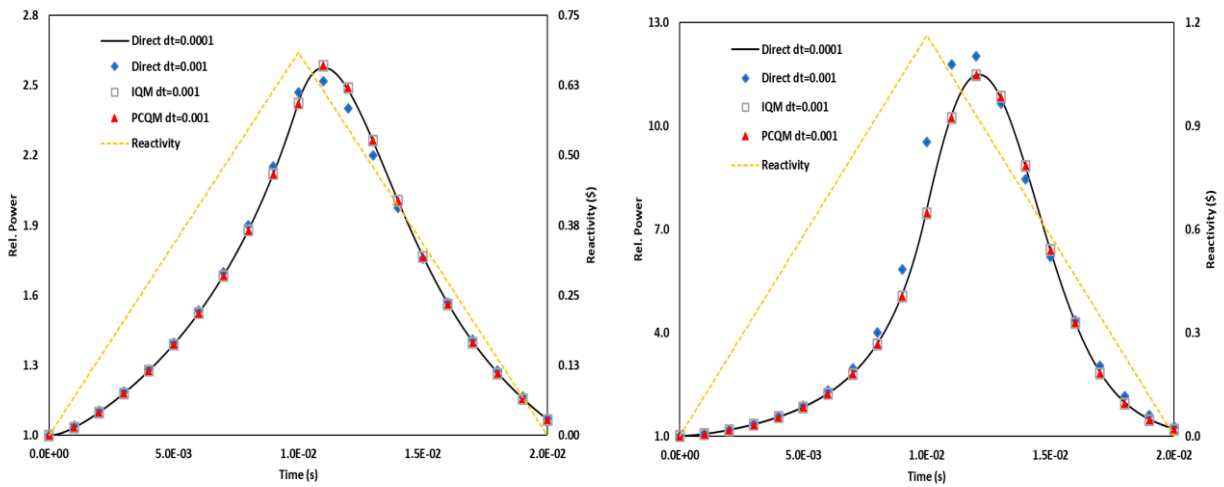 2.8
2.5
2.2
1.9
1.6
1.3
1.0
Rel. Power
Direct dt=0.0001
Direct dt=0.001
IQM dt=0.001
PCQM dt=0.001
Reactivity
0.75
0.63
0.50
0.38
0.25
0.13
0.00
Reactivity ($)
0.0E+00 5.0E-03 1.0E-02 1.5E-02 2.0E-02
Time (s)
13.0
10.0
7.0
4.0
1.0
Rel. Power
Direct dt=0.0001
Direct dt=0.001
IQM dt=0.001
PCQM dt=0.001
Reactivity
1.2
0.9
0.6
0.3
0.0
Reactivity ($)
0.0E+00 5.0E-03 1.0E-02 1.5E-02 2.0E-02
Time (s)